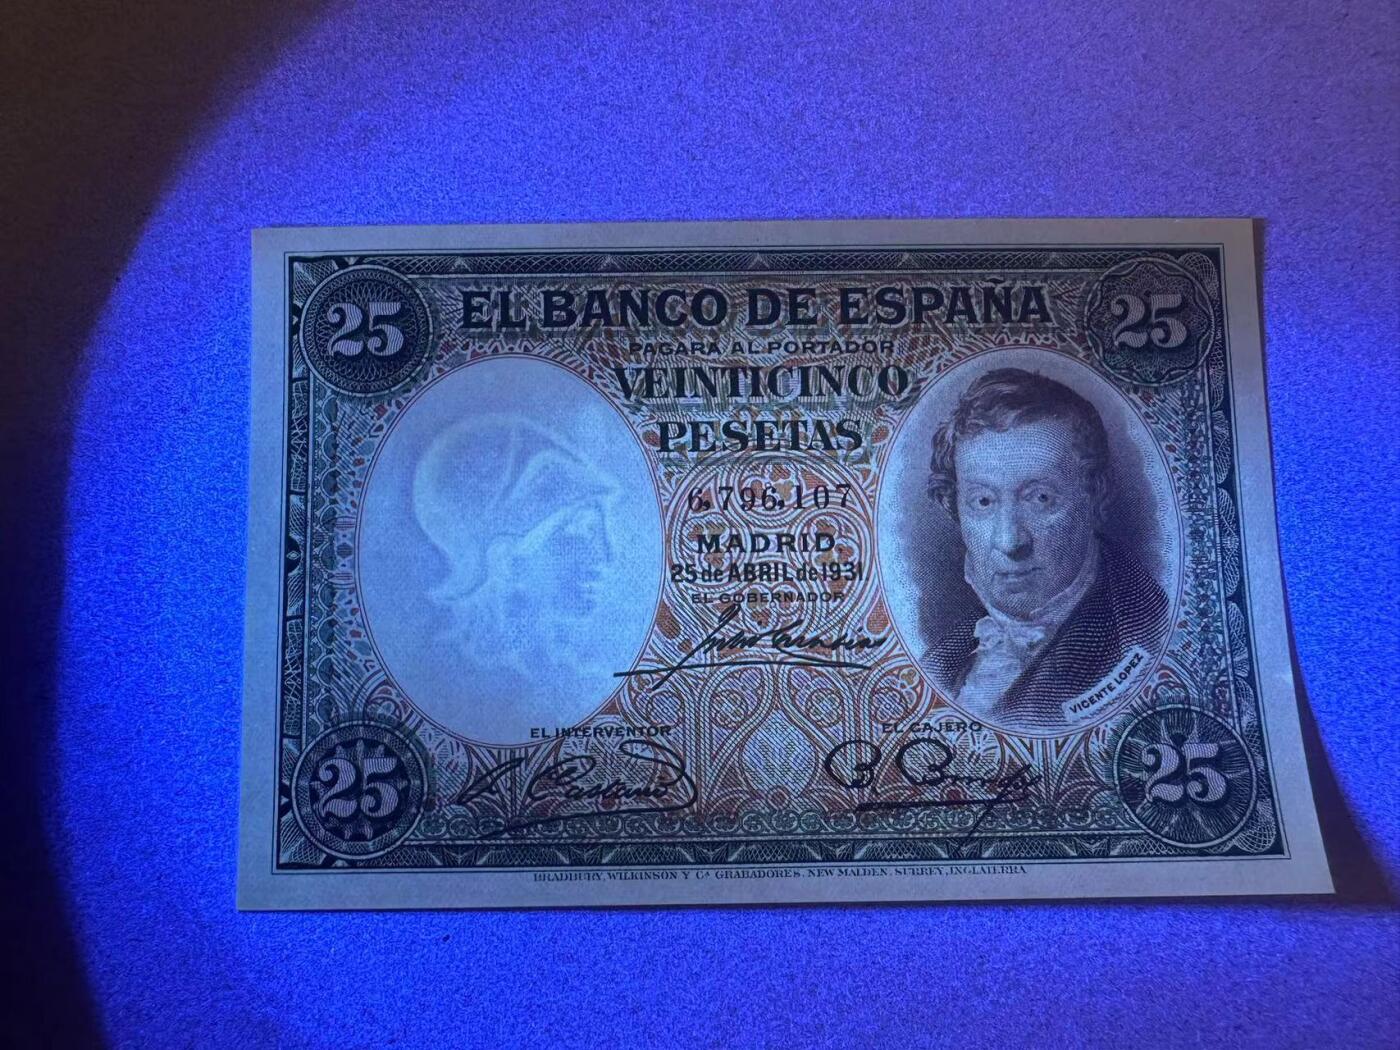 25 EL BANCO DE ESPAÑA 25
PAGARA AL PORTADOR
VEINTICINCO
PESETAS
6,796,107
MADRID
25 de ABRIL de 1931
EL GOBERNADOR
EL INTERVENTOR EL CAJERO
VICENTE LOPEZ
25 25
BRADBURY, WILKINSON Y Cª GRABADORES. NEW MALDEN. SURREY, INGLATERRA